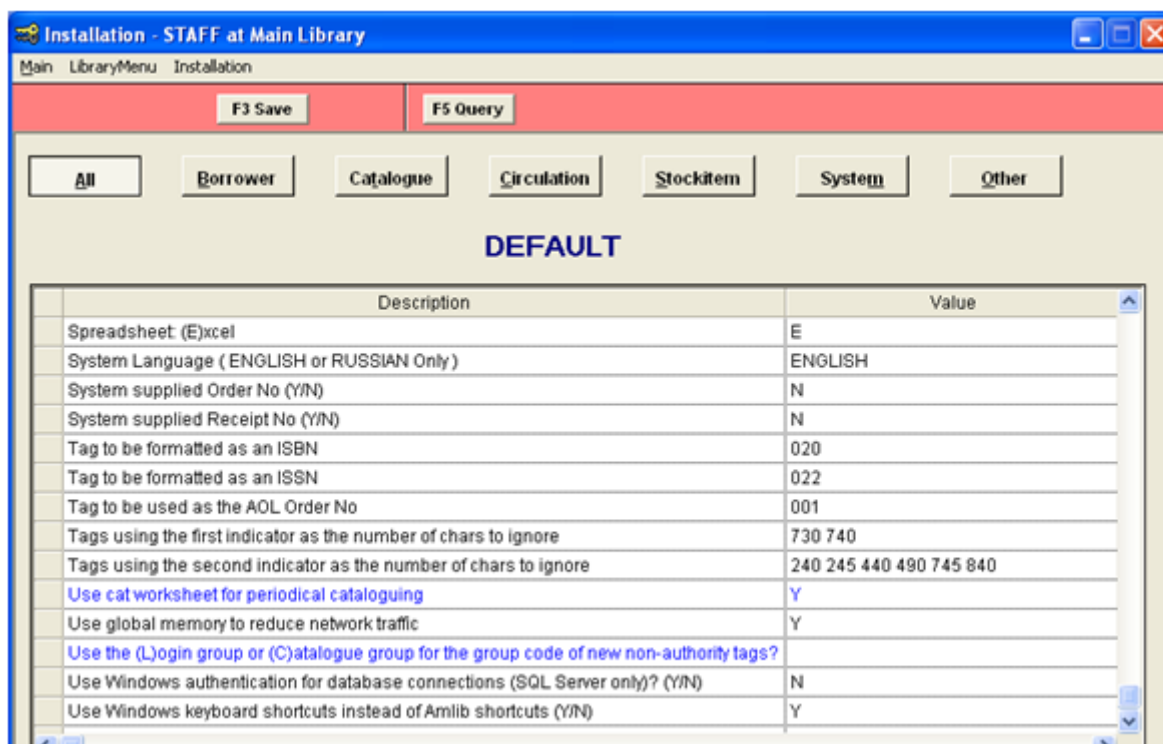 Installation - STAFF at Main Library
Main LibraryMenu Installation
F3 Save F5 Query
All Borrower Catalogue Circulation Stockitem System Other
DEFAULT
Description Value
Spreadsheet: (E)xcel E
System Language ( ENGLISH or RUSSIAN Only ) ENGLISH
System supplied Order No (Y/N) N
System supplied Receipt No (Y/N) N
Tag to be formatted as an ISBN 020
Tag to be formatted as an ISSN 022
Tag to be used as the AOL Order No 001
Tags using the first indicator as the number of chars to ignore 730 740
Tags using the second indicator as the number of chars to ignore 240 245 440 490 745 840
Use cat worksheet for periodical cataloguing Y
Use global memory to reduce network traffic Y
Use the (L)ogin group or (C)atalogue group for the group code of new non-authority tags?
Use Windows authentication for database connections (SQL Server only)? (Y/N) N
Use Windows keyboard shortcuts instead of Amlib shortcuts (Y/N) Y